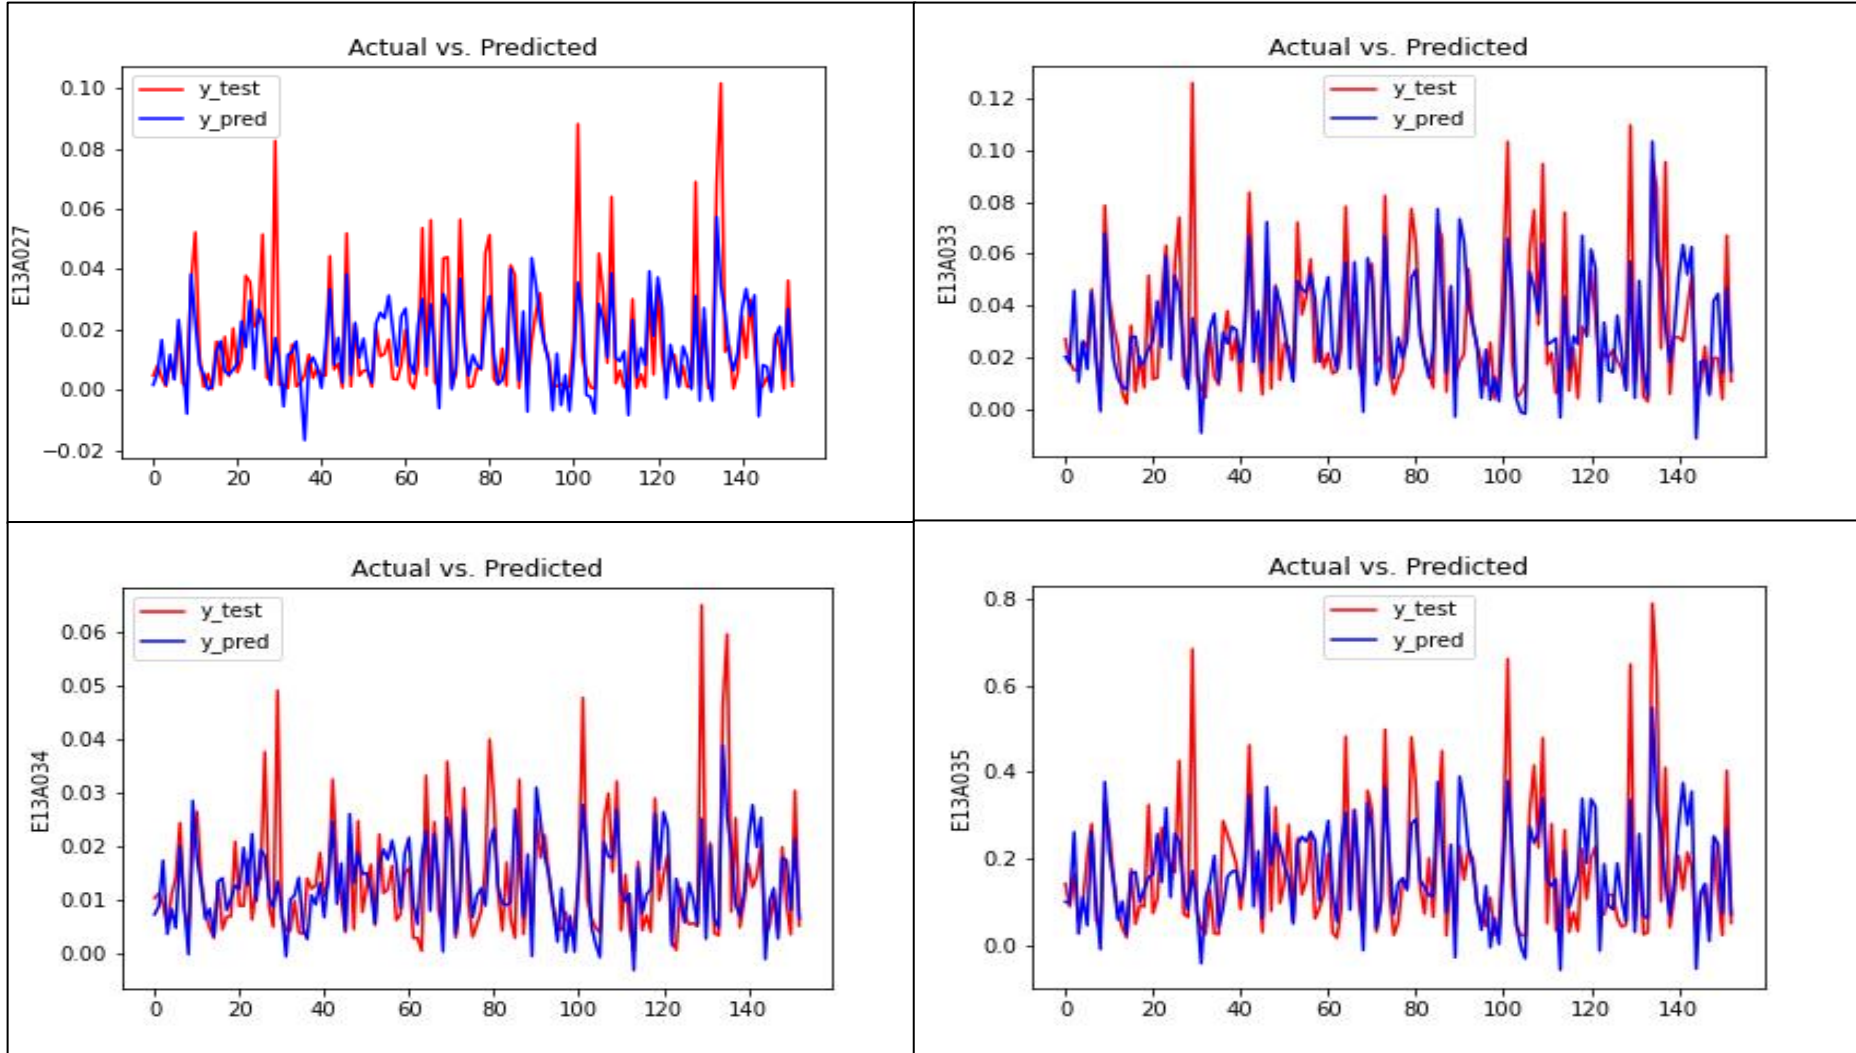 Actual vs. Predicted
y_test
y_pred
E13A027
0.10
0.08
0.06
0.04
0.02
0.00
−0.02
0 20 40 60 80 100 120 140
Actual vs. Predicted
y_test
y_pred
E13A033
0.12
0.10
0.08
0.06
0.04
0.02
0.00
0 20 40 60 80 100 120 140
Actual vs. Predicted
y_test
y_pred
E13A034
0.06
0.05
0.04
0.03
0.02
0.01
0.00
0 20 40 60 80 100 120 140
Actual vs. Predicted
y_test
y_pred
E13A035
0.8
0.6
0.4
0.2
0.0
0 20 40 60 80 100 120 140